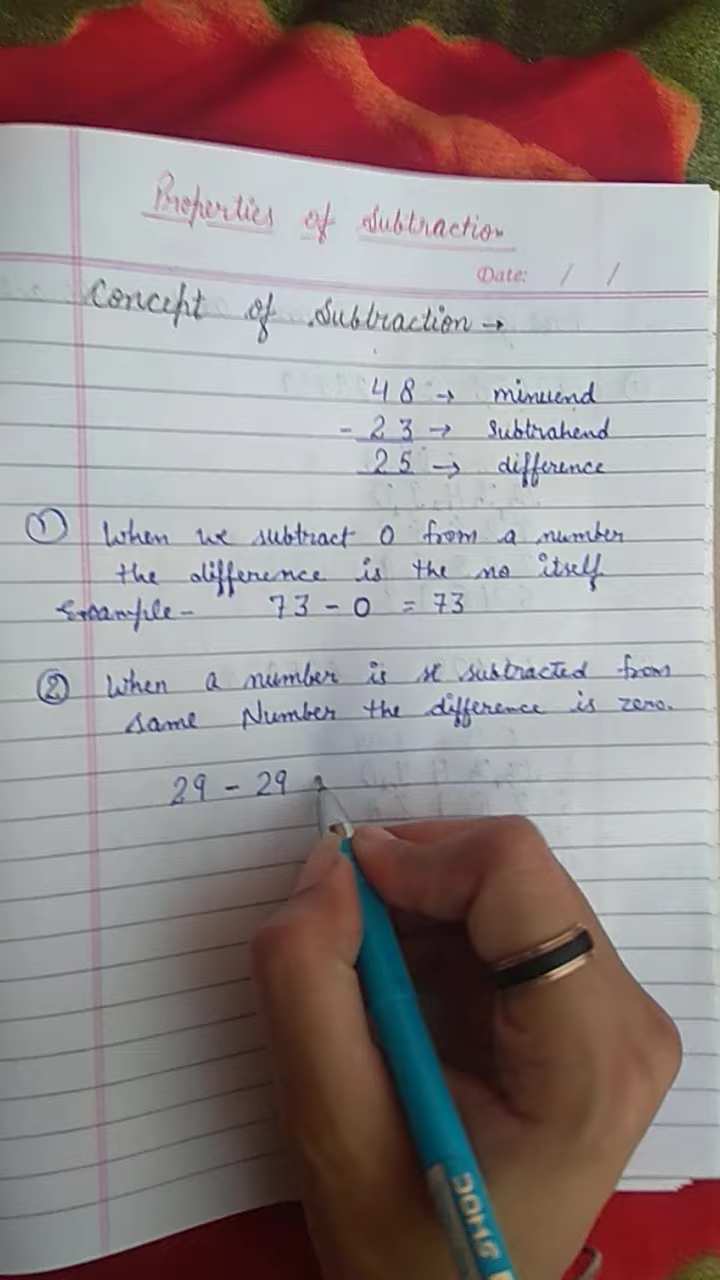 Properties of Subtraction
Date: / /
Concept of Subtraction →
48 → minuend
- 23 → Subtrahend
25 → difference
① When we subtract 0 from a number
the difference is the no itself
Example - 73 - 0 = 73
② When a number is st subtracted from
same Number the difference is zero.
29 - 29
DOMS